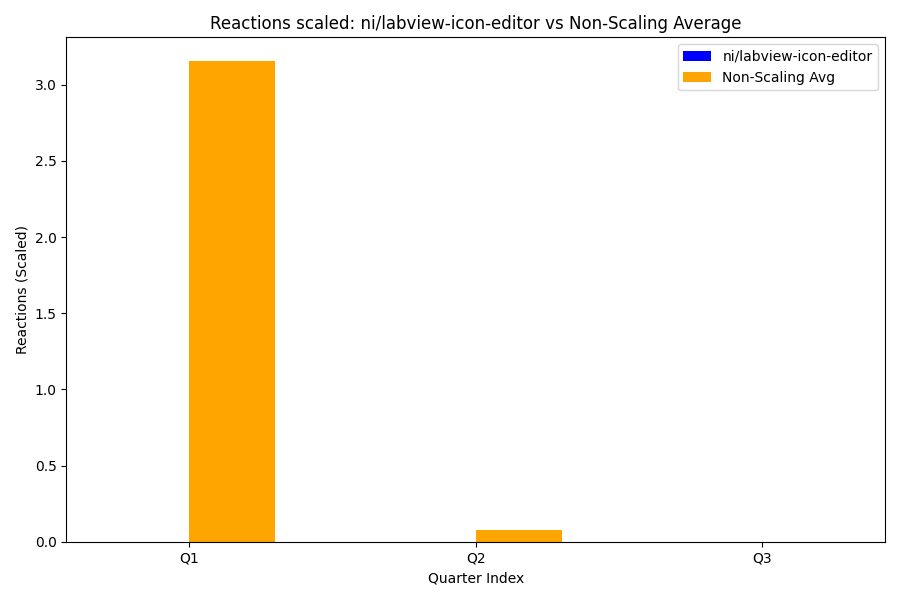 Reactions scaled: ni/labview-icon-editor vs Non-Scaling Average
ni/labview-icon-editor
Non-Scaling Avg
Reactions (Scaled)
3.0
2.5
2.0
1.5
1.0
0.5
0.0
Q1 Q2 Q3
Quarter Index